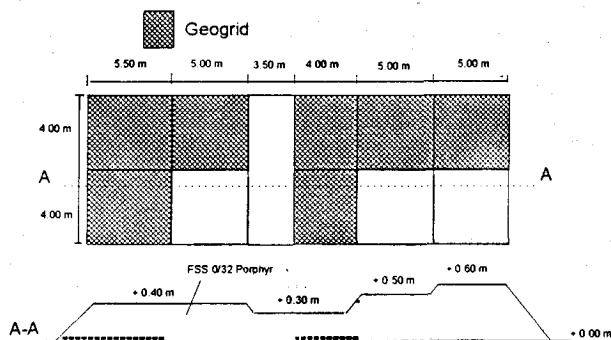 Geogrid
5.50 m 5.00 m 3.50 m 4.00 m 5.00 m 5.00 m
4.00 m
A A
4.00 m
FSS 0/32 Porphyr
+ 0.40 m + 0.30 m + 0 50 m + 0 60 m
A-A + 0 00 m